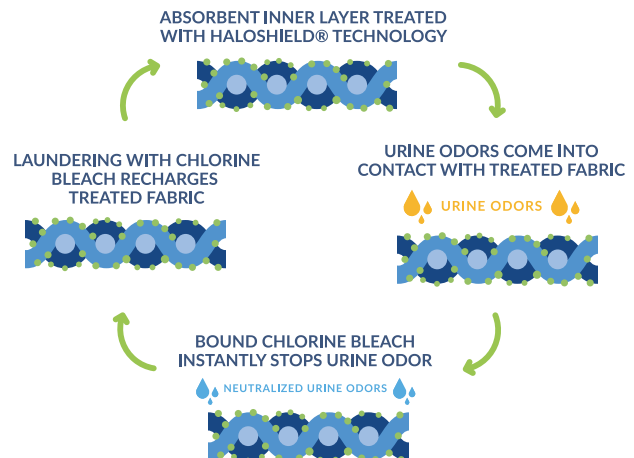 ABSORBENT INNER LAYER TREATED
WITH HALOSHIELD® TECHNOLOGY
URINE ODORS COME INTO
CONTACT WITH TREATED FABRIC
URINE ODORS
BOUND CHLORINE BLEACH
INSTANTLY STOPS URINE ODOR
NEUTRALIZED URINE ODORS
LAUNDERING WITH CHLORINE
BLEACH RECHARGES
TREATED FABRIC